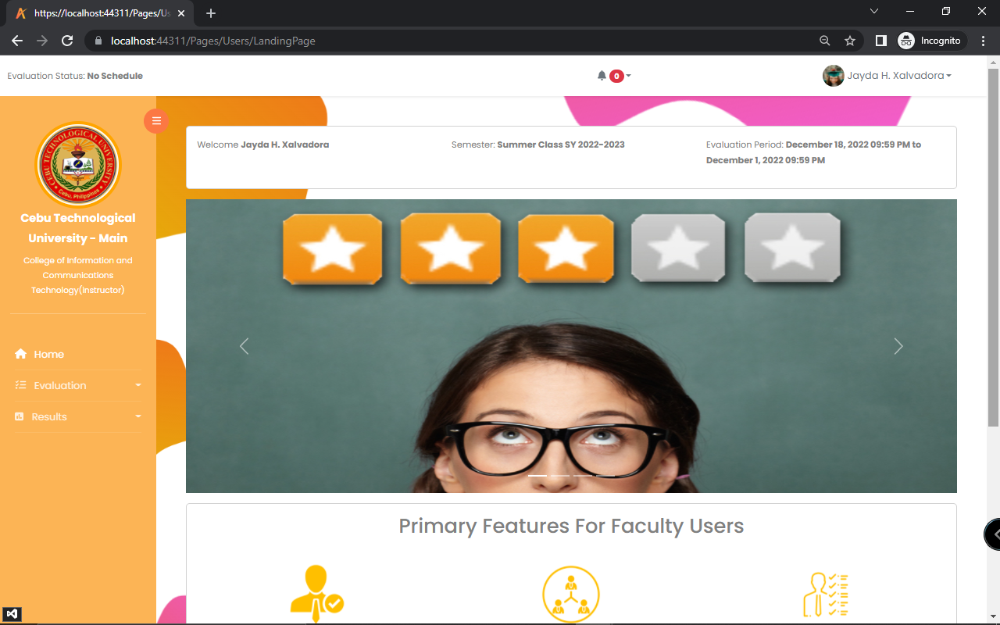 https://localhost:44311/Pages/Us
localhost:44311/Pages/Users/LandingPage
Incognito
Evaluation Status: No Schedule
0
Jayda H. Xalvadora
CEBU TECHNOLOGICAL UNIVERSITY
Cebu, Philippines
Cebu Technological
University - Main
College of Information and
Communications
Technology(Instructor)
Home
Evaluation
Results
Welcome Jayda H. Xalvadora
Semester: Summer Class SY 2022-2023
Evaluation Period: December 18, 2022 09:59 PM to
December 1, 2022 09:59 PM
Primary Features For Faculty Users